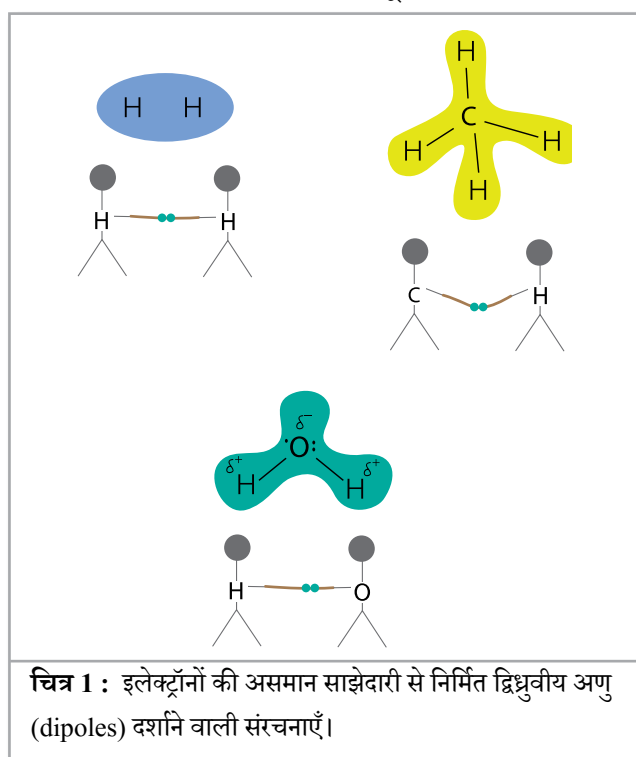 H H
H H
H
C
H H
H
C H
δ⁻
δ⁺ O δ⁺
H H
H O
चित्र 1 : इलेक्ट्रॉनों की असमान साझेदारी से निर्मित द्विध्रुवीय अणु
(dipoles) दर्शाने वाली संरचनाएँ।